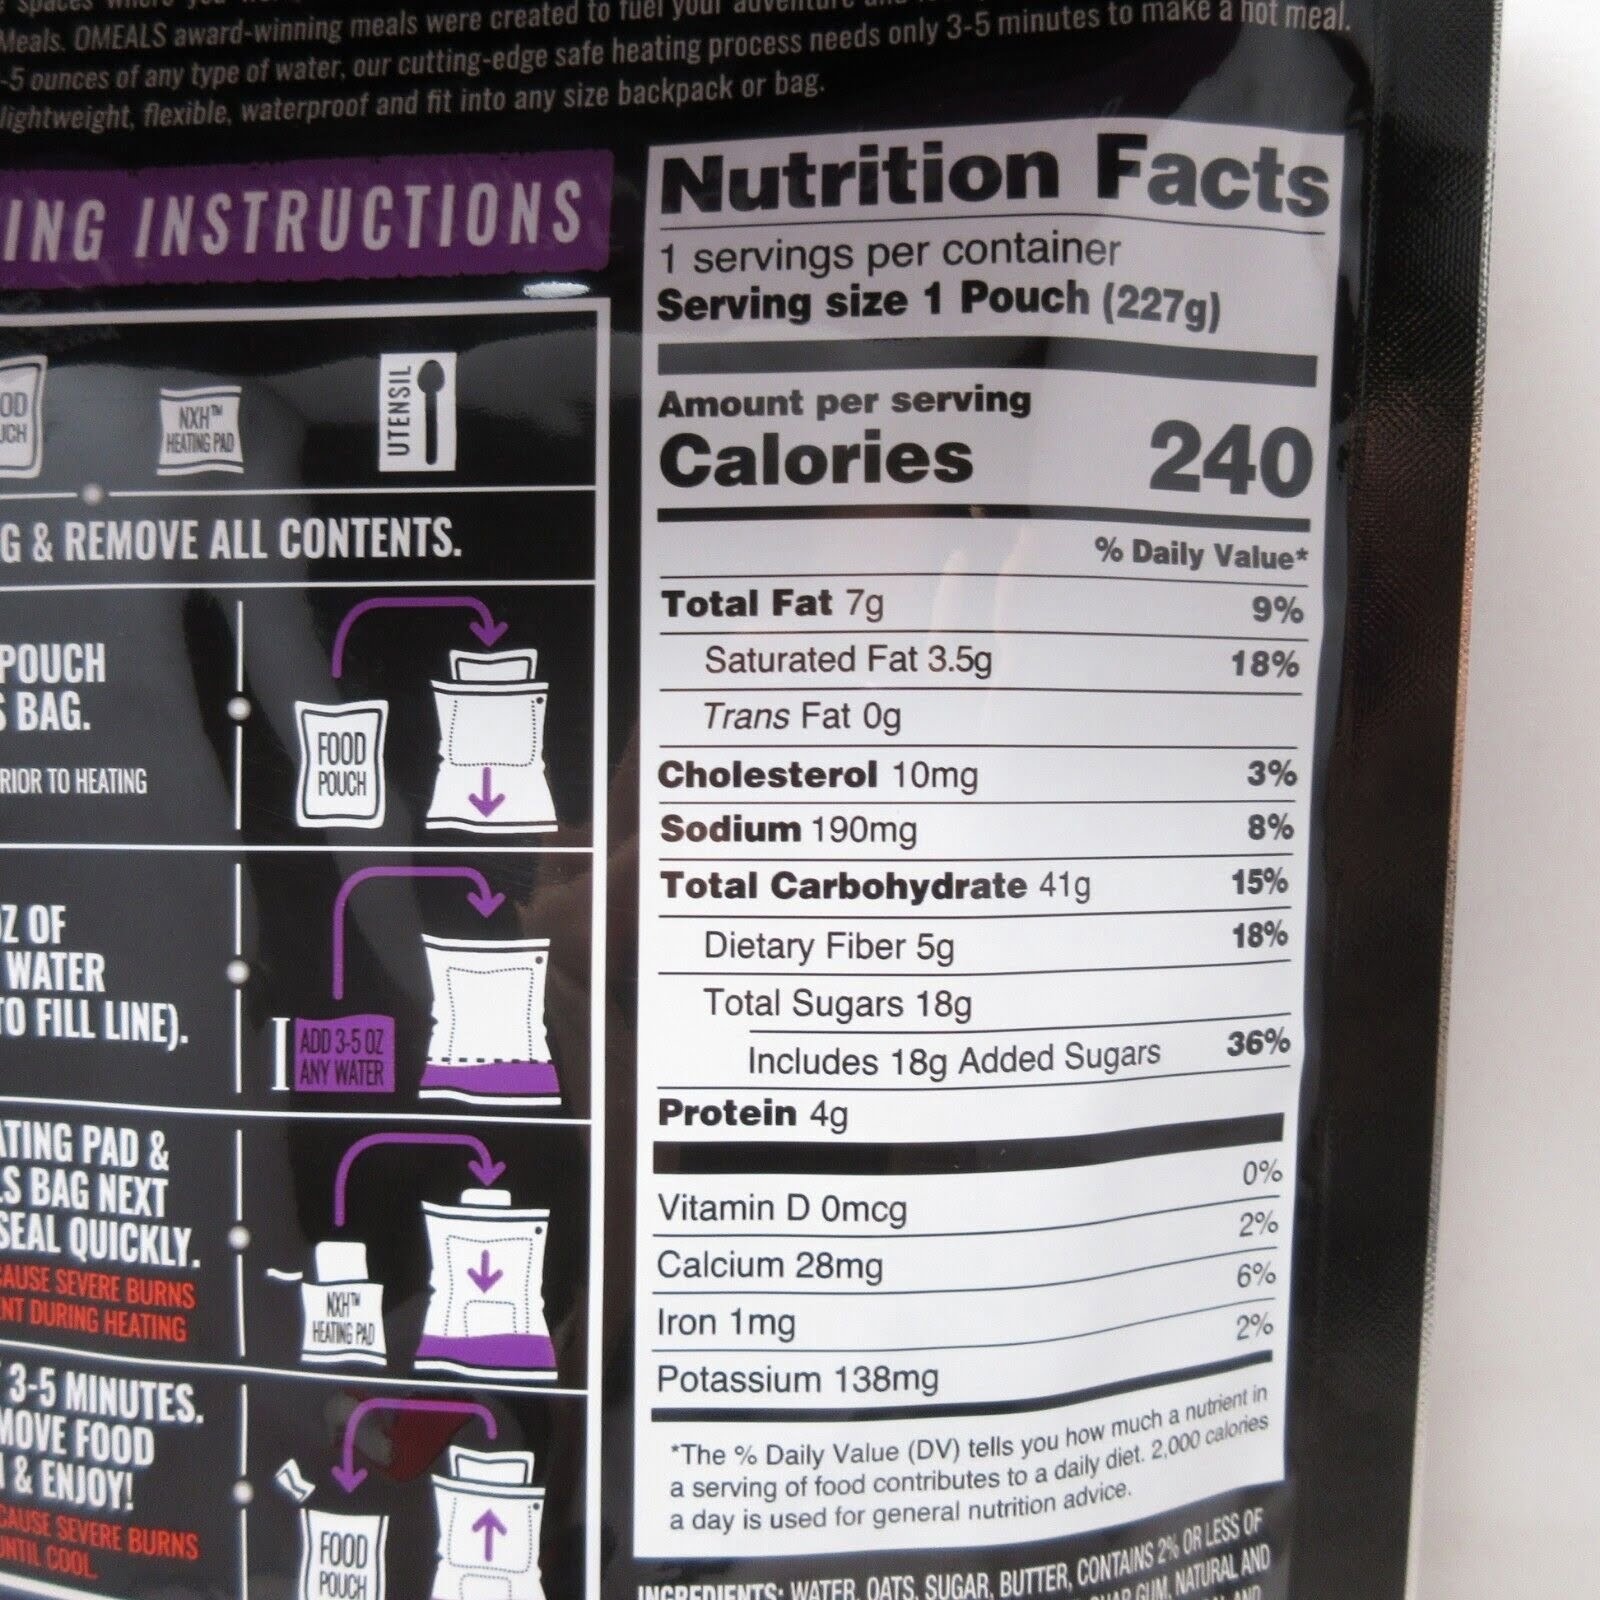 Meals. OMEALS award-winning meals were created to fuel your
-5 ounces of any type of water, our cutting-edge safe heating process needs only 3-5 minutes to make a hot meal.
lightweight, flexible, waterproof and fit into any size backpack or bag.
ING INSTRUCTIONS
OD
UCH
NXH™
HEATING PAD
UTENSIL
G & REMOVE ALL CONTENTS.
POUCH
S BAG.
RIOR TO HEATING
FOOD
POUCH
OZ OF
WATER
TO FILL LINE).
ADD 3-5 OZ
ANY WATER
ATING PAD &
LS BAG NEXT
SEAL QUICKLY.
CAUSE SEVERE BURNS
ENT DURING HEATING
NXH™
HEATING PAD
3-5 MINUTES.
MOVE FOOD
& ENJOY!
CAUSE SEVERE BURNS
UNTIL COOL.
FOOD
POUCH
Nutrition Facts
1 servings per container
Serving size 1 Pouch (227g)
Amount per serving
Calories 240
% Daily Value*
Total Fat 7g 9%
Saturated Fat 3.5g 18%
Trans Fat 0g
Cholesterol 10mg 3%
Sodium 190mg 8%
Total Carbohydrate 41g 15%
Dietary Fiber 5g 18%
Total Sugars 18g
Includes 18g Added Sugars 36%
Protein 4g
Vitamin D 0mcg 0%
Calcium 28mg 2%
Iron 1mg 6%
Potassium 138mg 2%
*The % Daily Value (DV) tells you how much a nutrient in
a serving of food contributes to a daily diet. 2,000 calories
a day is used for general nutrition advice.
INGREDIENTS: WATER, OATS, SUGAR, BUTTER, CONTAINS 2% OR LESS OF
GUM, NATURAL AND